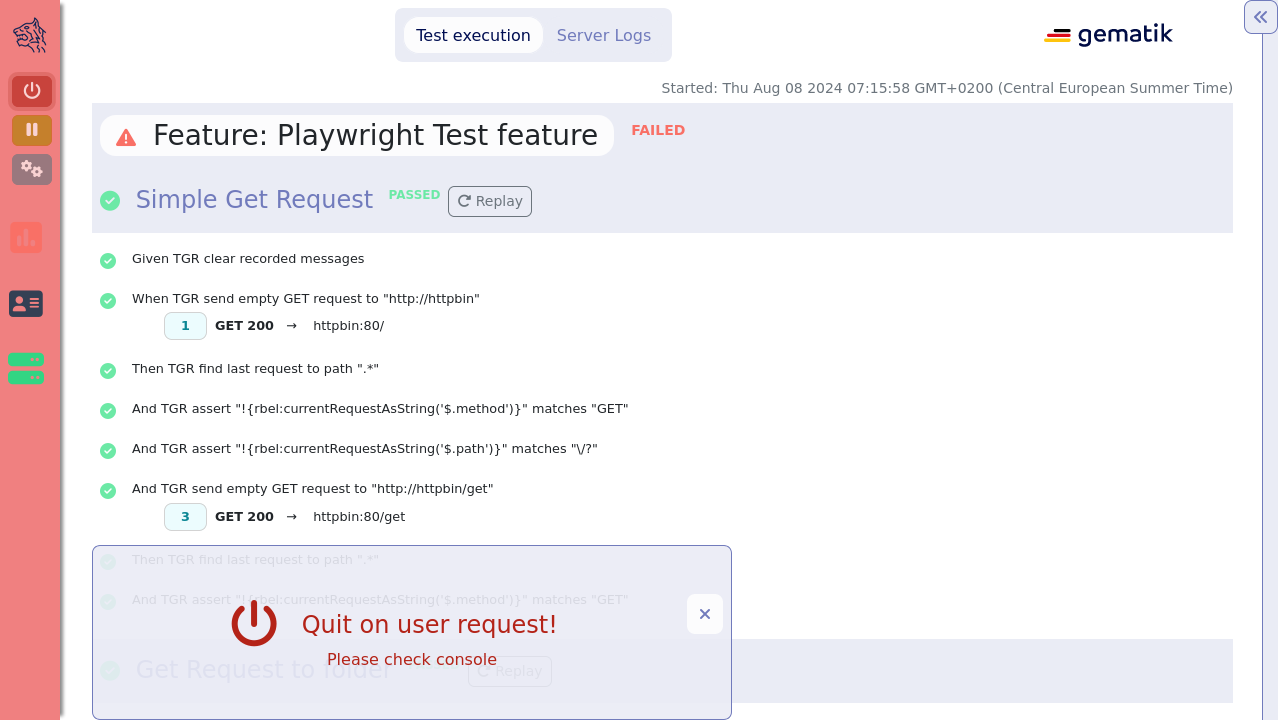 Test execution
Server Logs
gematik
Started: Thu Aug 08 2024 07:15:58 GMT+0200 (Central European Summer Time)
Feature: Playwright Test feature
FAILED
Simple Get Request
PASSED
Replay
Given TGR clear recorded messages
When TGR send empty GET request to "http://httpbin"
1 GET 200 → httpbin:80/
Then TGR find last request to path ".*"
And TGR assert "!{rbel:currentRequestAsString('$.method')}" matches "GET"
And TGR assert "!{rbel:currentRequestAsString('$.path')}" matches "\/?"
And TGR send empty GET request to "http://httpbin/get"
3 GET 200 → httpbin:80/get
Then TGR find last request to path ".*"
And TGR assert "!{rbel:currentRequestAsString('$.method')}" matches "GET"
Quit on user request!
Please check console
Get Request to folder
Replay